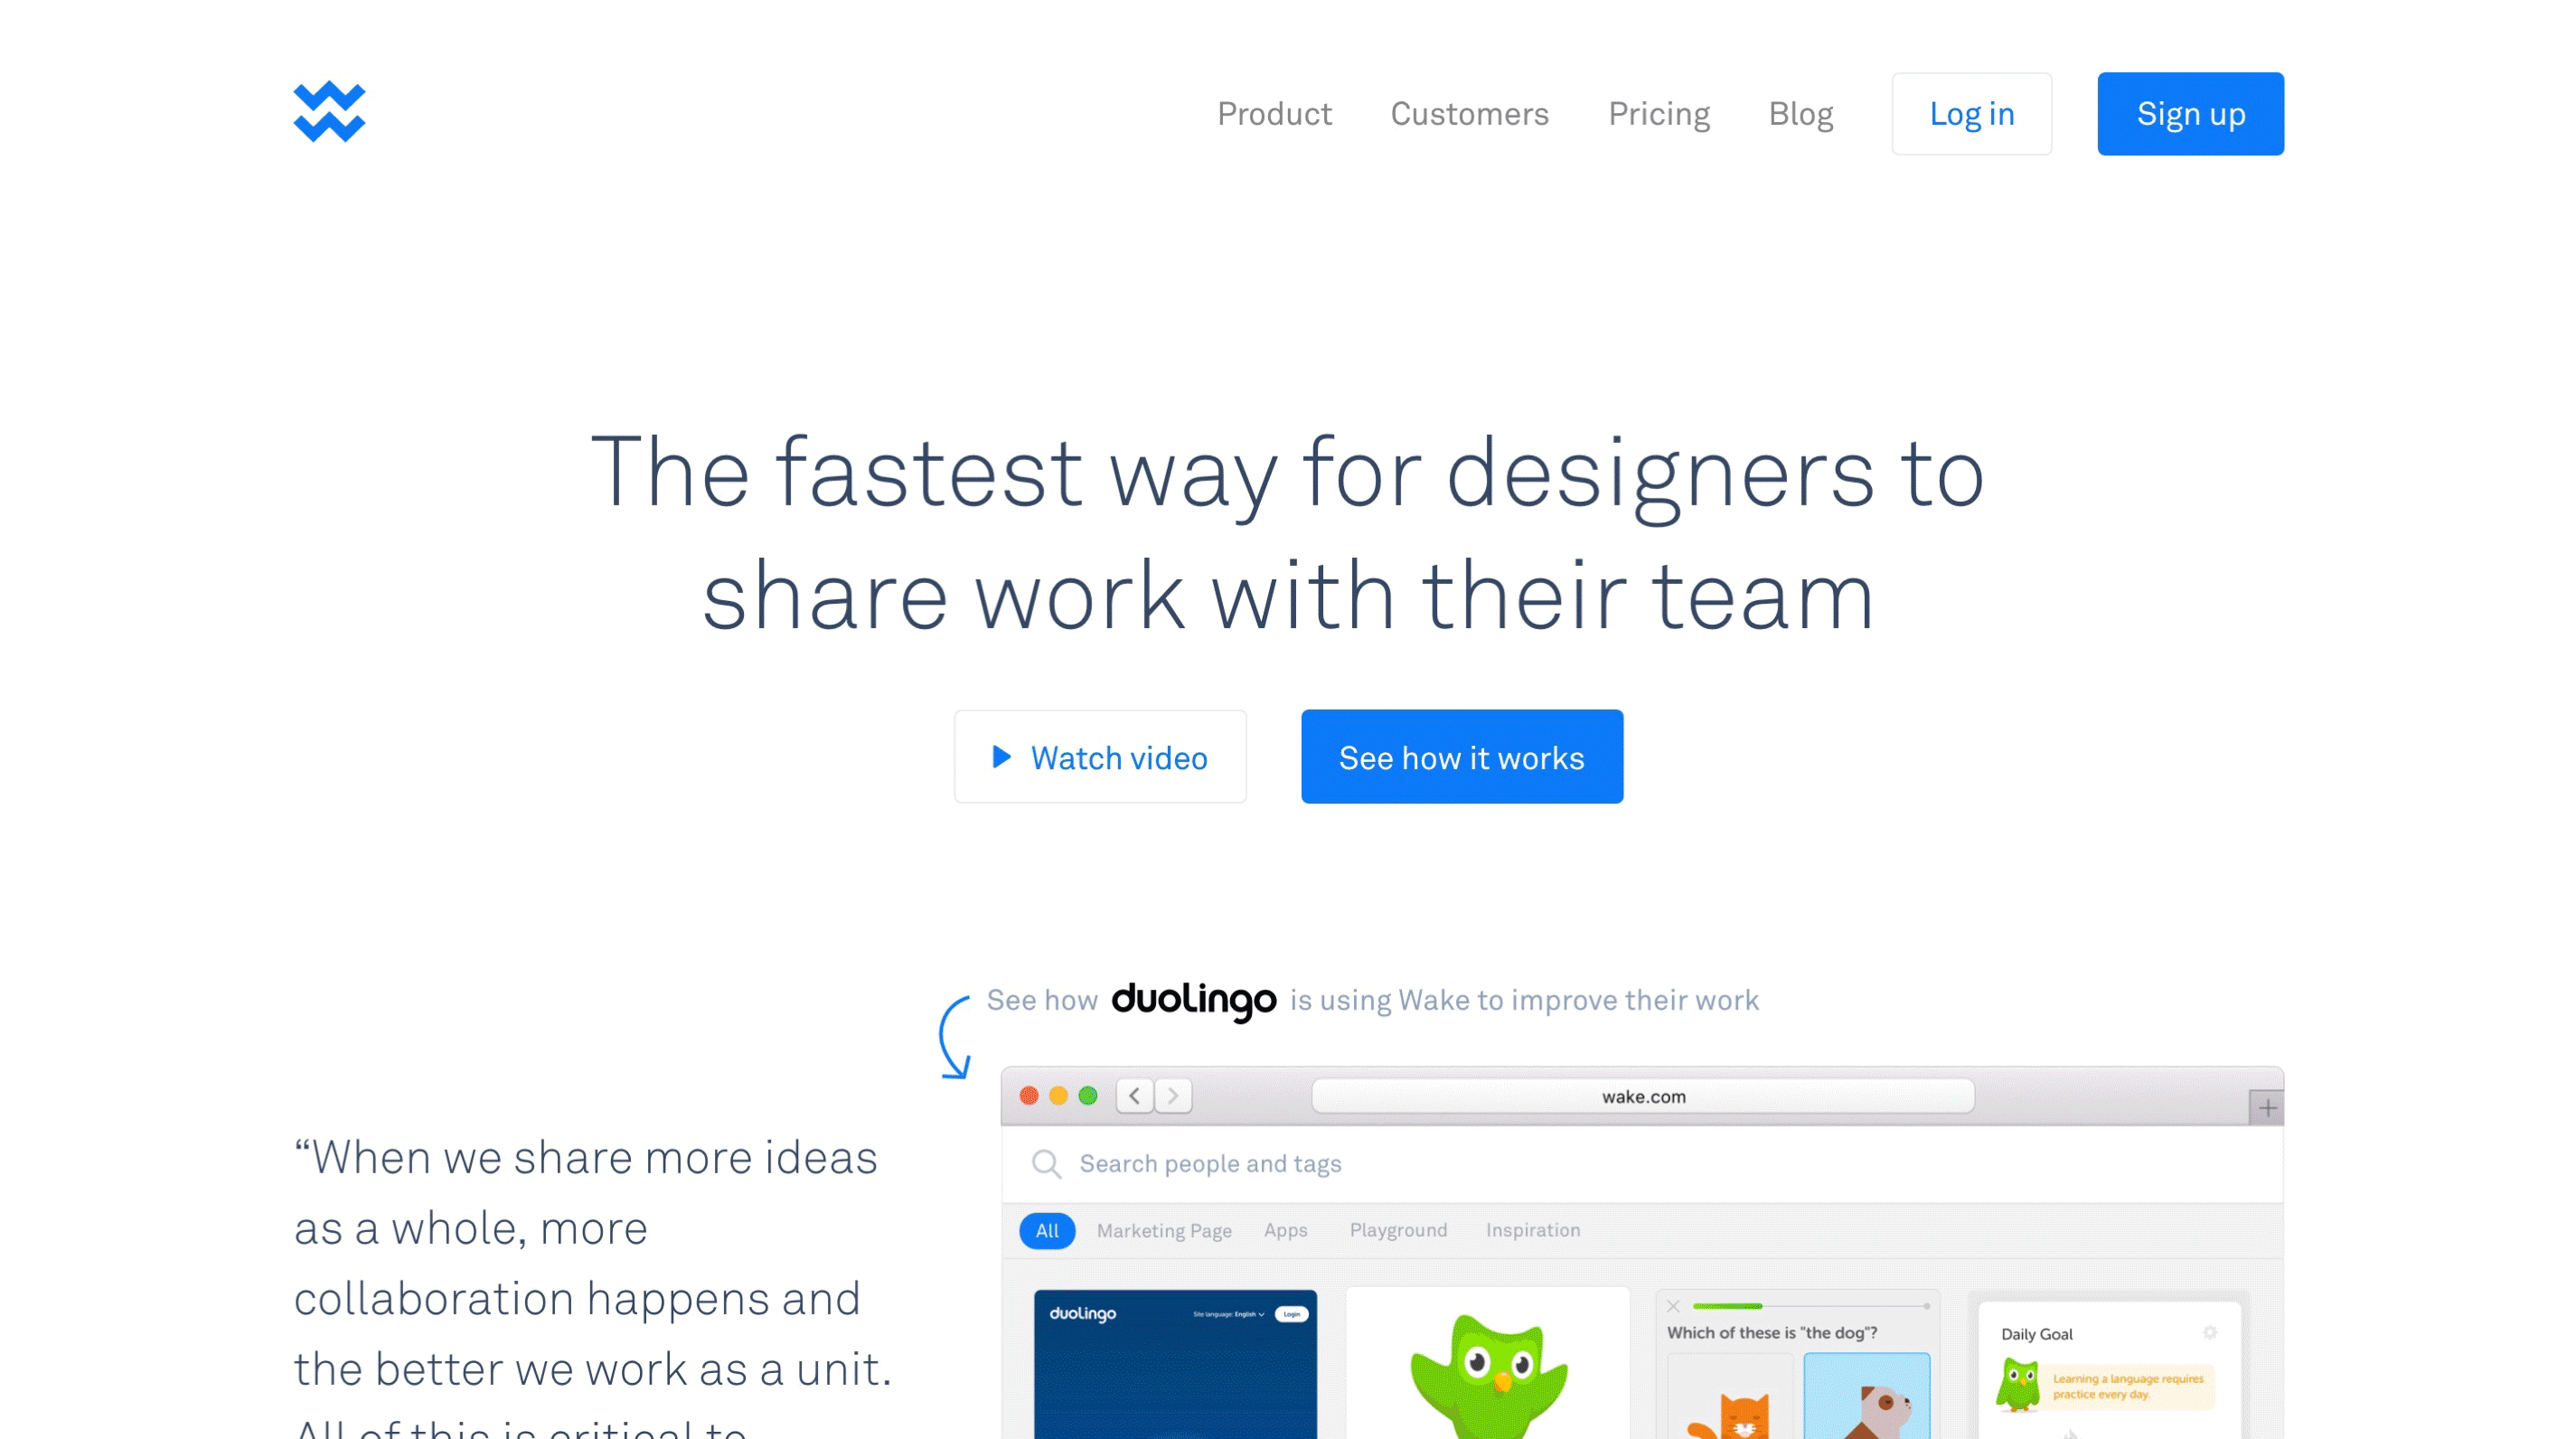 Product Customers Pricing Blog Log in Sign up
The fastest way for designers to
share work with their team
Watch video See how it works
See how duolingo is using Wake to improve their work
“When we share more ideas
as a whole, more
collaboration happens and
the better we work as a unit.
All of this is critical to
wake.com
Search people and tags
All Marketing Page Apps Playground Inspiration
duolingo Site language: English Login
Which of these is "the dog"?
Daily Goal
Learning a language requires
practice every day.